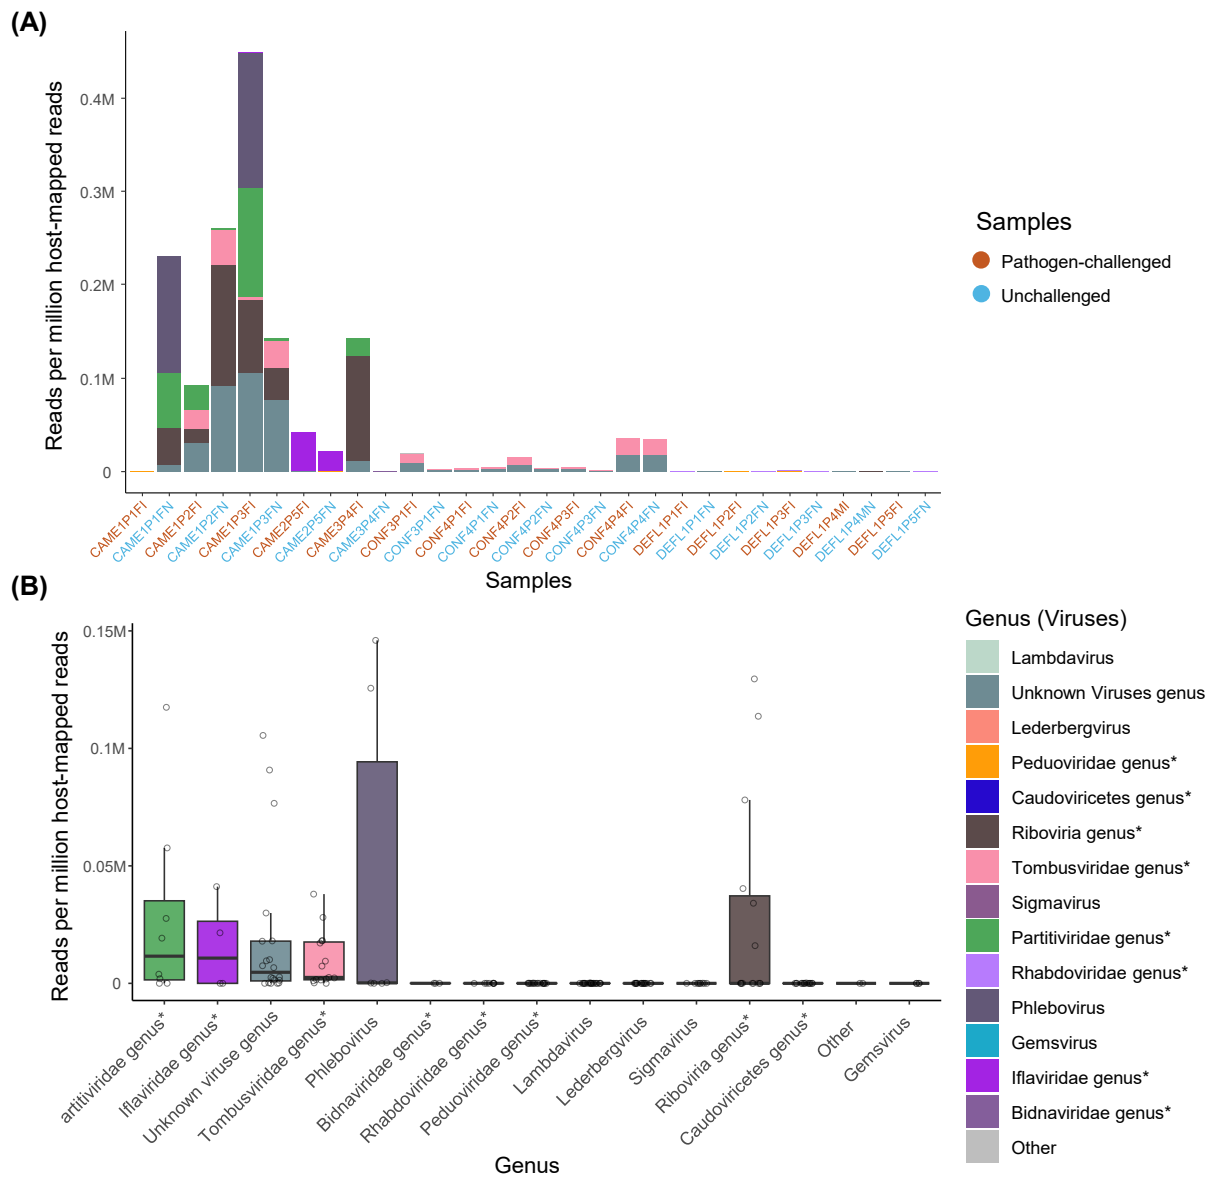 (A)
Reads per million host-mapped reads
0.4M
0.3M
0.2M
0.1M
0
CAME1P1FI
CAME1P1FN
CAME1P2FI
CAME1P2FN
CAME1P3FI
CAME1P3FN
CAME2P5FI
CAME2P5FN
CAME3P4FI
CAME3P4FN
CONF3P1FI
CONF3P1FN
CONF4P1FI
CONF4P1FN
CONF4P2FI
CONF4P2FN
CONF4P3FI
CONF4P3FN
CONF4P4FI
CONF4P4FN
DEFL1P1FI
DEFL1P1FN
DEFL1P2FI
DEFL1P2FN
DEFL1P3FI
DEFL1P3FN
DEFL1P4MI
DEFL1P4MN
DEFL1P5FI
DEFL1P5FN
Samples
Samples
Pathogen-challenged
Unchallenged
(B)
Reads per million host-mapped reads
0.15M
0.1M
0.05M
0
artitiviridae genus*
Iflaviridae genus*
Unknown viruse genus
Tombusviridae genus*
Phlebovirus
Bidnaviridae genus*
Rhabdoviridae genus*
Peduoviridae genus*
Lambdavirus
Lederbergvirus
Sigmavirus
Riboviria genus*
Caudoviricetes genus*
Other
Gemsvirus
Genus
Genus (Viruses)
Lambdavirus
Unknown Viruses genus
Lederbergvirus
Peduoviridae genus*
Caudoviricetes genus*
Riboviria genus*
Tombusviridae genus*
Sigmavirus
Partitiviridae genus*
Rhabdoviridae genus*
Phlebovirus
Gemsvirus
Iflaviridae genus*
Bidnaviridae genus*
Other